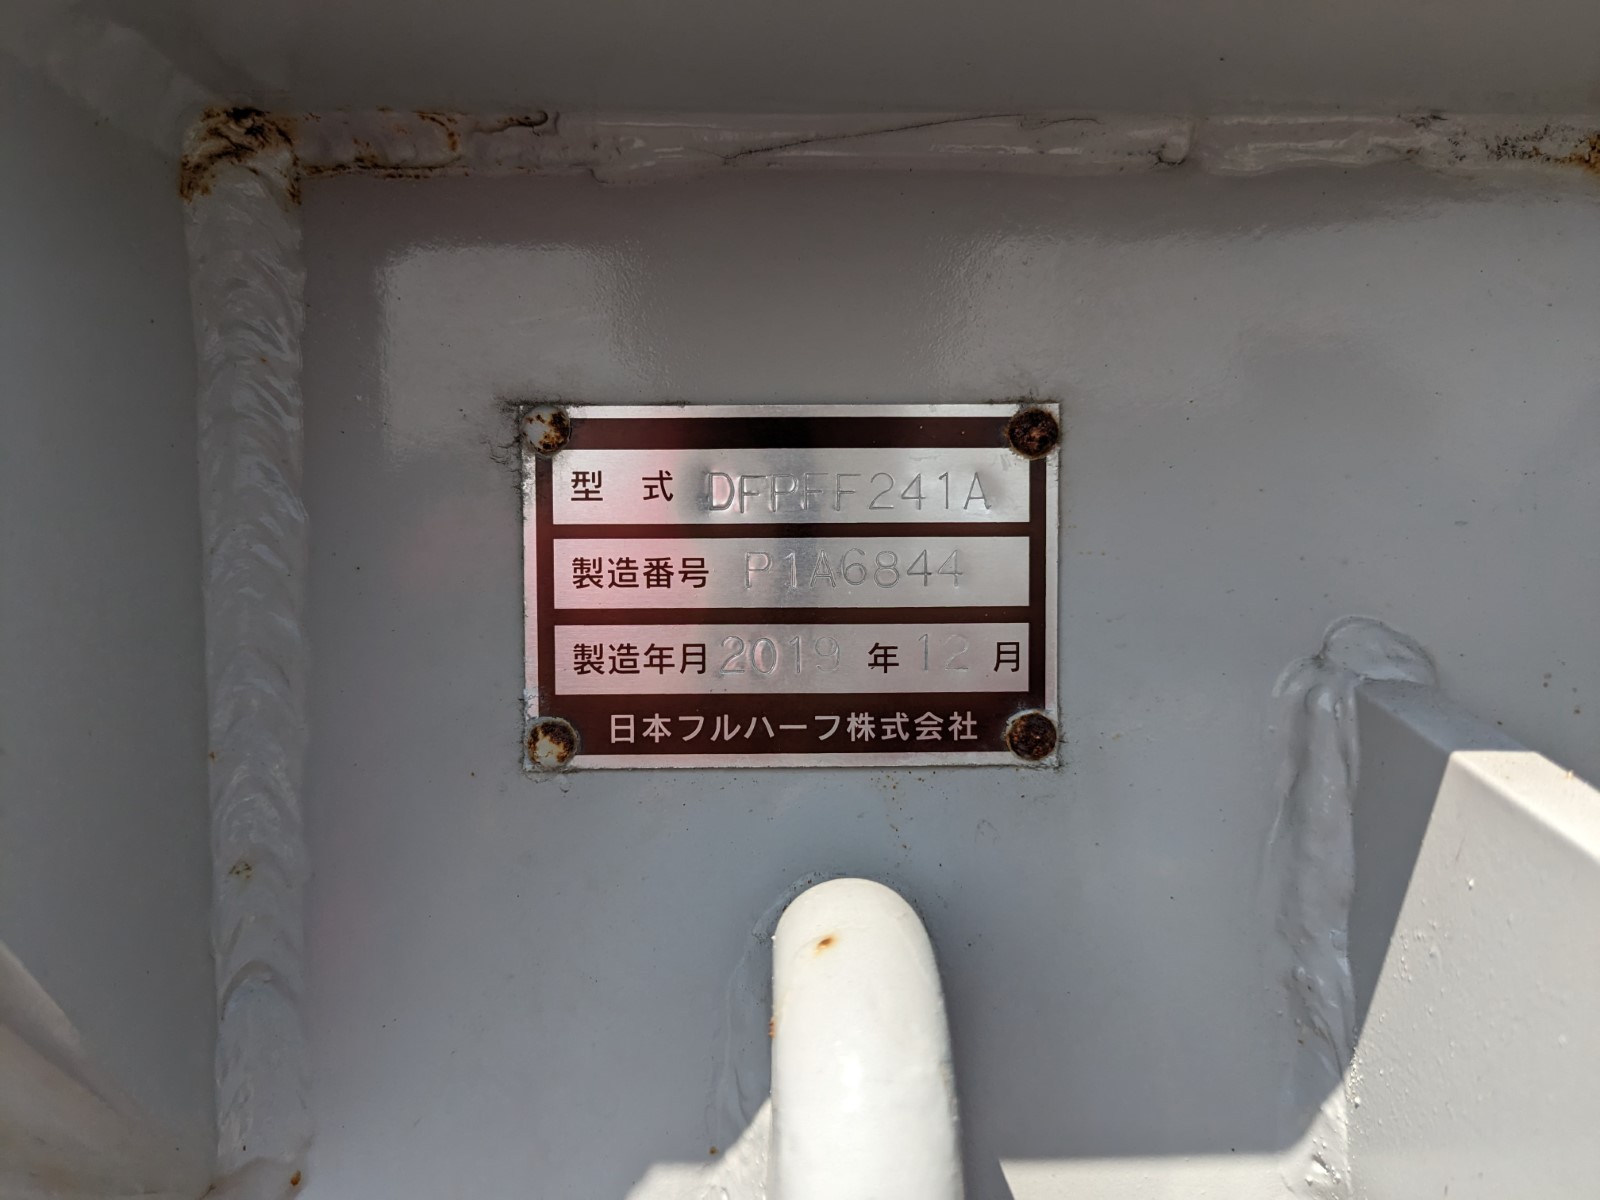 型式 DFPFF241A
製造番号 P1A6844
製造年月 2019 年 12 月
日本フルハーフ株式会社